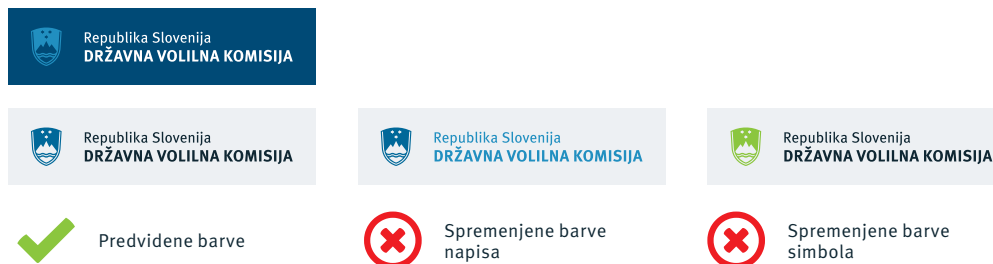 Republika Slovenija
DRŽAVNA VOLILNA KOMISIJA
Republika Slovenija
DRŽAVNA VOLILNA KOMISIJA
Republika Slovenija
DRŽAVNA VOLILNA KOMISIJA
Republika Slovenija
DRŽAVNA VOLILNA KOMISIJA
Predvidene barve
Spremenjene barve
napisa
Spremenjene barve
simbola